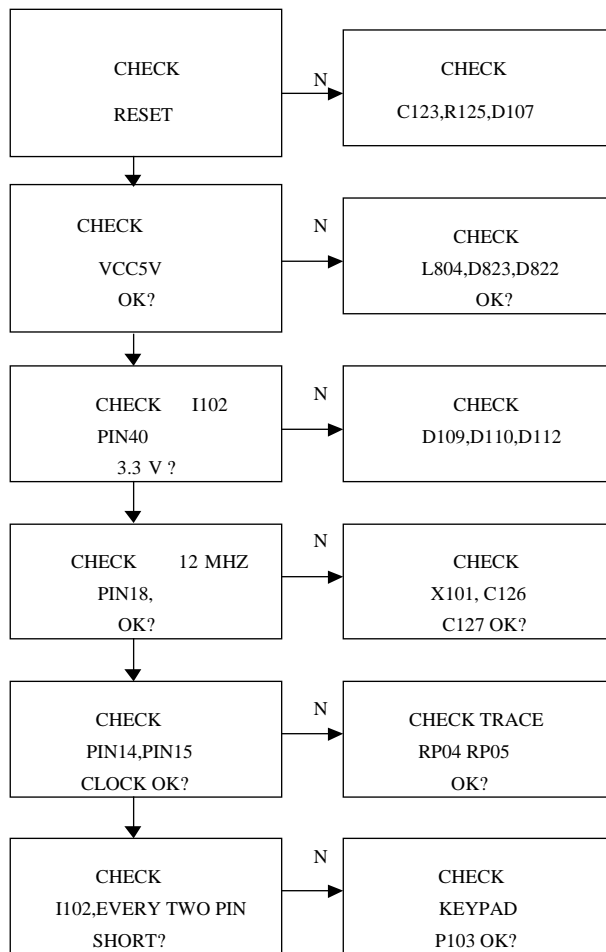 CHECK
RESET
N
CHECK
C123,R125,D107
CHECK
VCC5V
OK?
N
CHECK
L804,D823,D822
OK?
CHECK I102
PIN40
3.3 V ?
N
CHECK
D109,D110,D112
CHECK 12 MHZ
PIN18,
OK?
N
CHECK
X101, C126
C127 OK?
CHECK
PIN14,PIN15
CLOCK OK?
N
CHECK TRACE
RP04 RP05
OK?
CHECK
I102,EVERY TWO PIN
SHORT?
N
CHECK
KEYPAD
P103 OK?